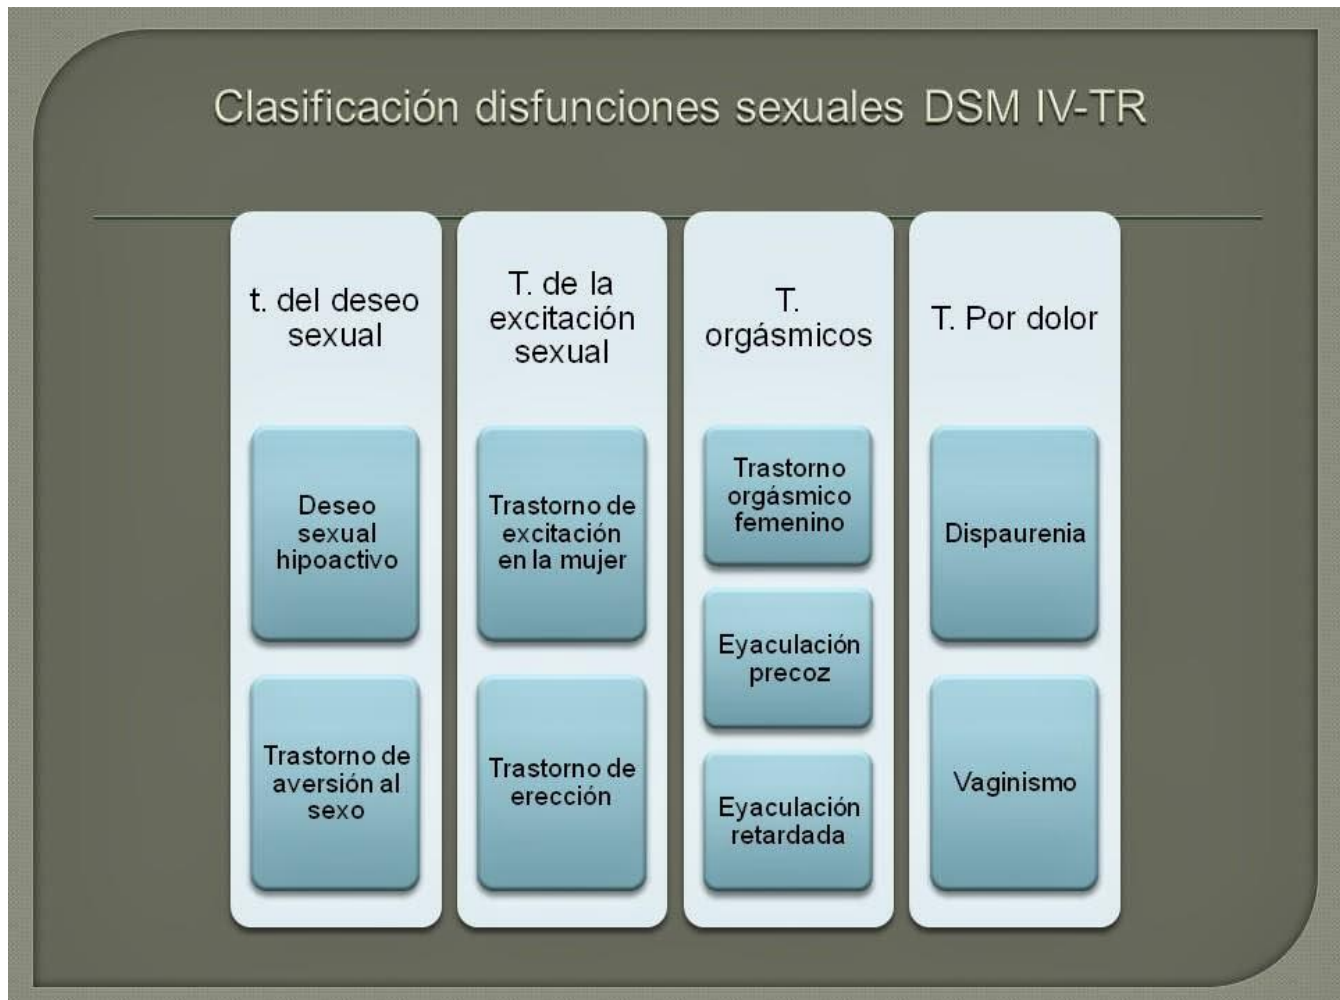 Clasificación disfunciones sexuales DSM IV-TR
t. del deseo
sexual
Deseo
sexual
hipoactivo
Trastorno de
aversión al
sexo
T. de la
excitación
sexual
Trastorno de
excitación
en la mujer
Trastorno de
erección
T.
orgásmicos
Trastorno
orgásmico
femenino
Eyaculación
precoz
Eyaculación
retardada
T. Por dolor
Dispaurenia
Vaginismo